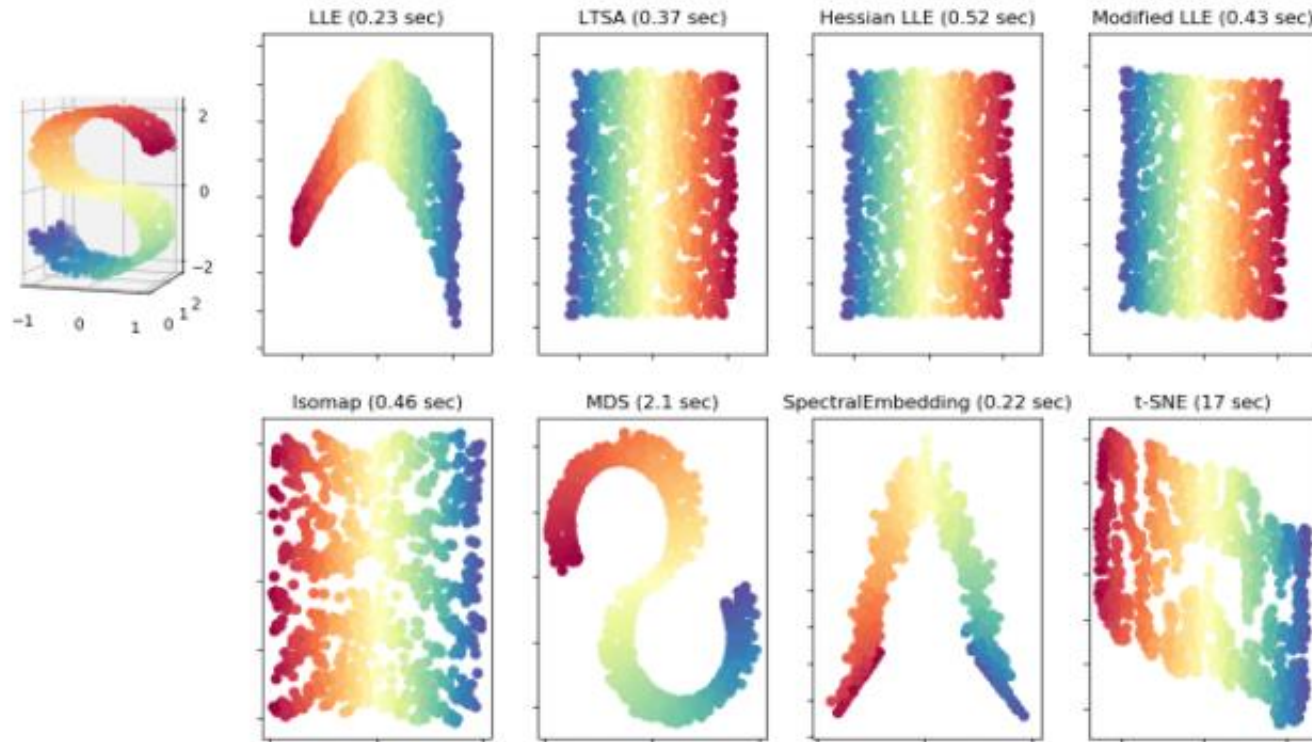 LLE (0.23 sec)
LTSA (0.37 sec)
Hessian LLE (0.52 sec)
Modified LLE (0.43 sec)
2
0
−2
−1 0 1 0 1 2
Isomap (0.46 sec)
MDS (2.1 sec)
SpectralEmbedding (0.22 sec)
t-SNE (17 sec)